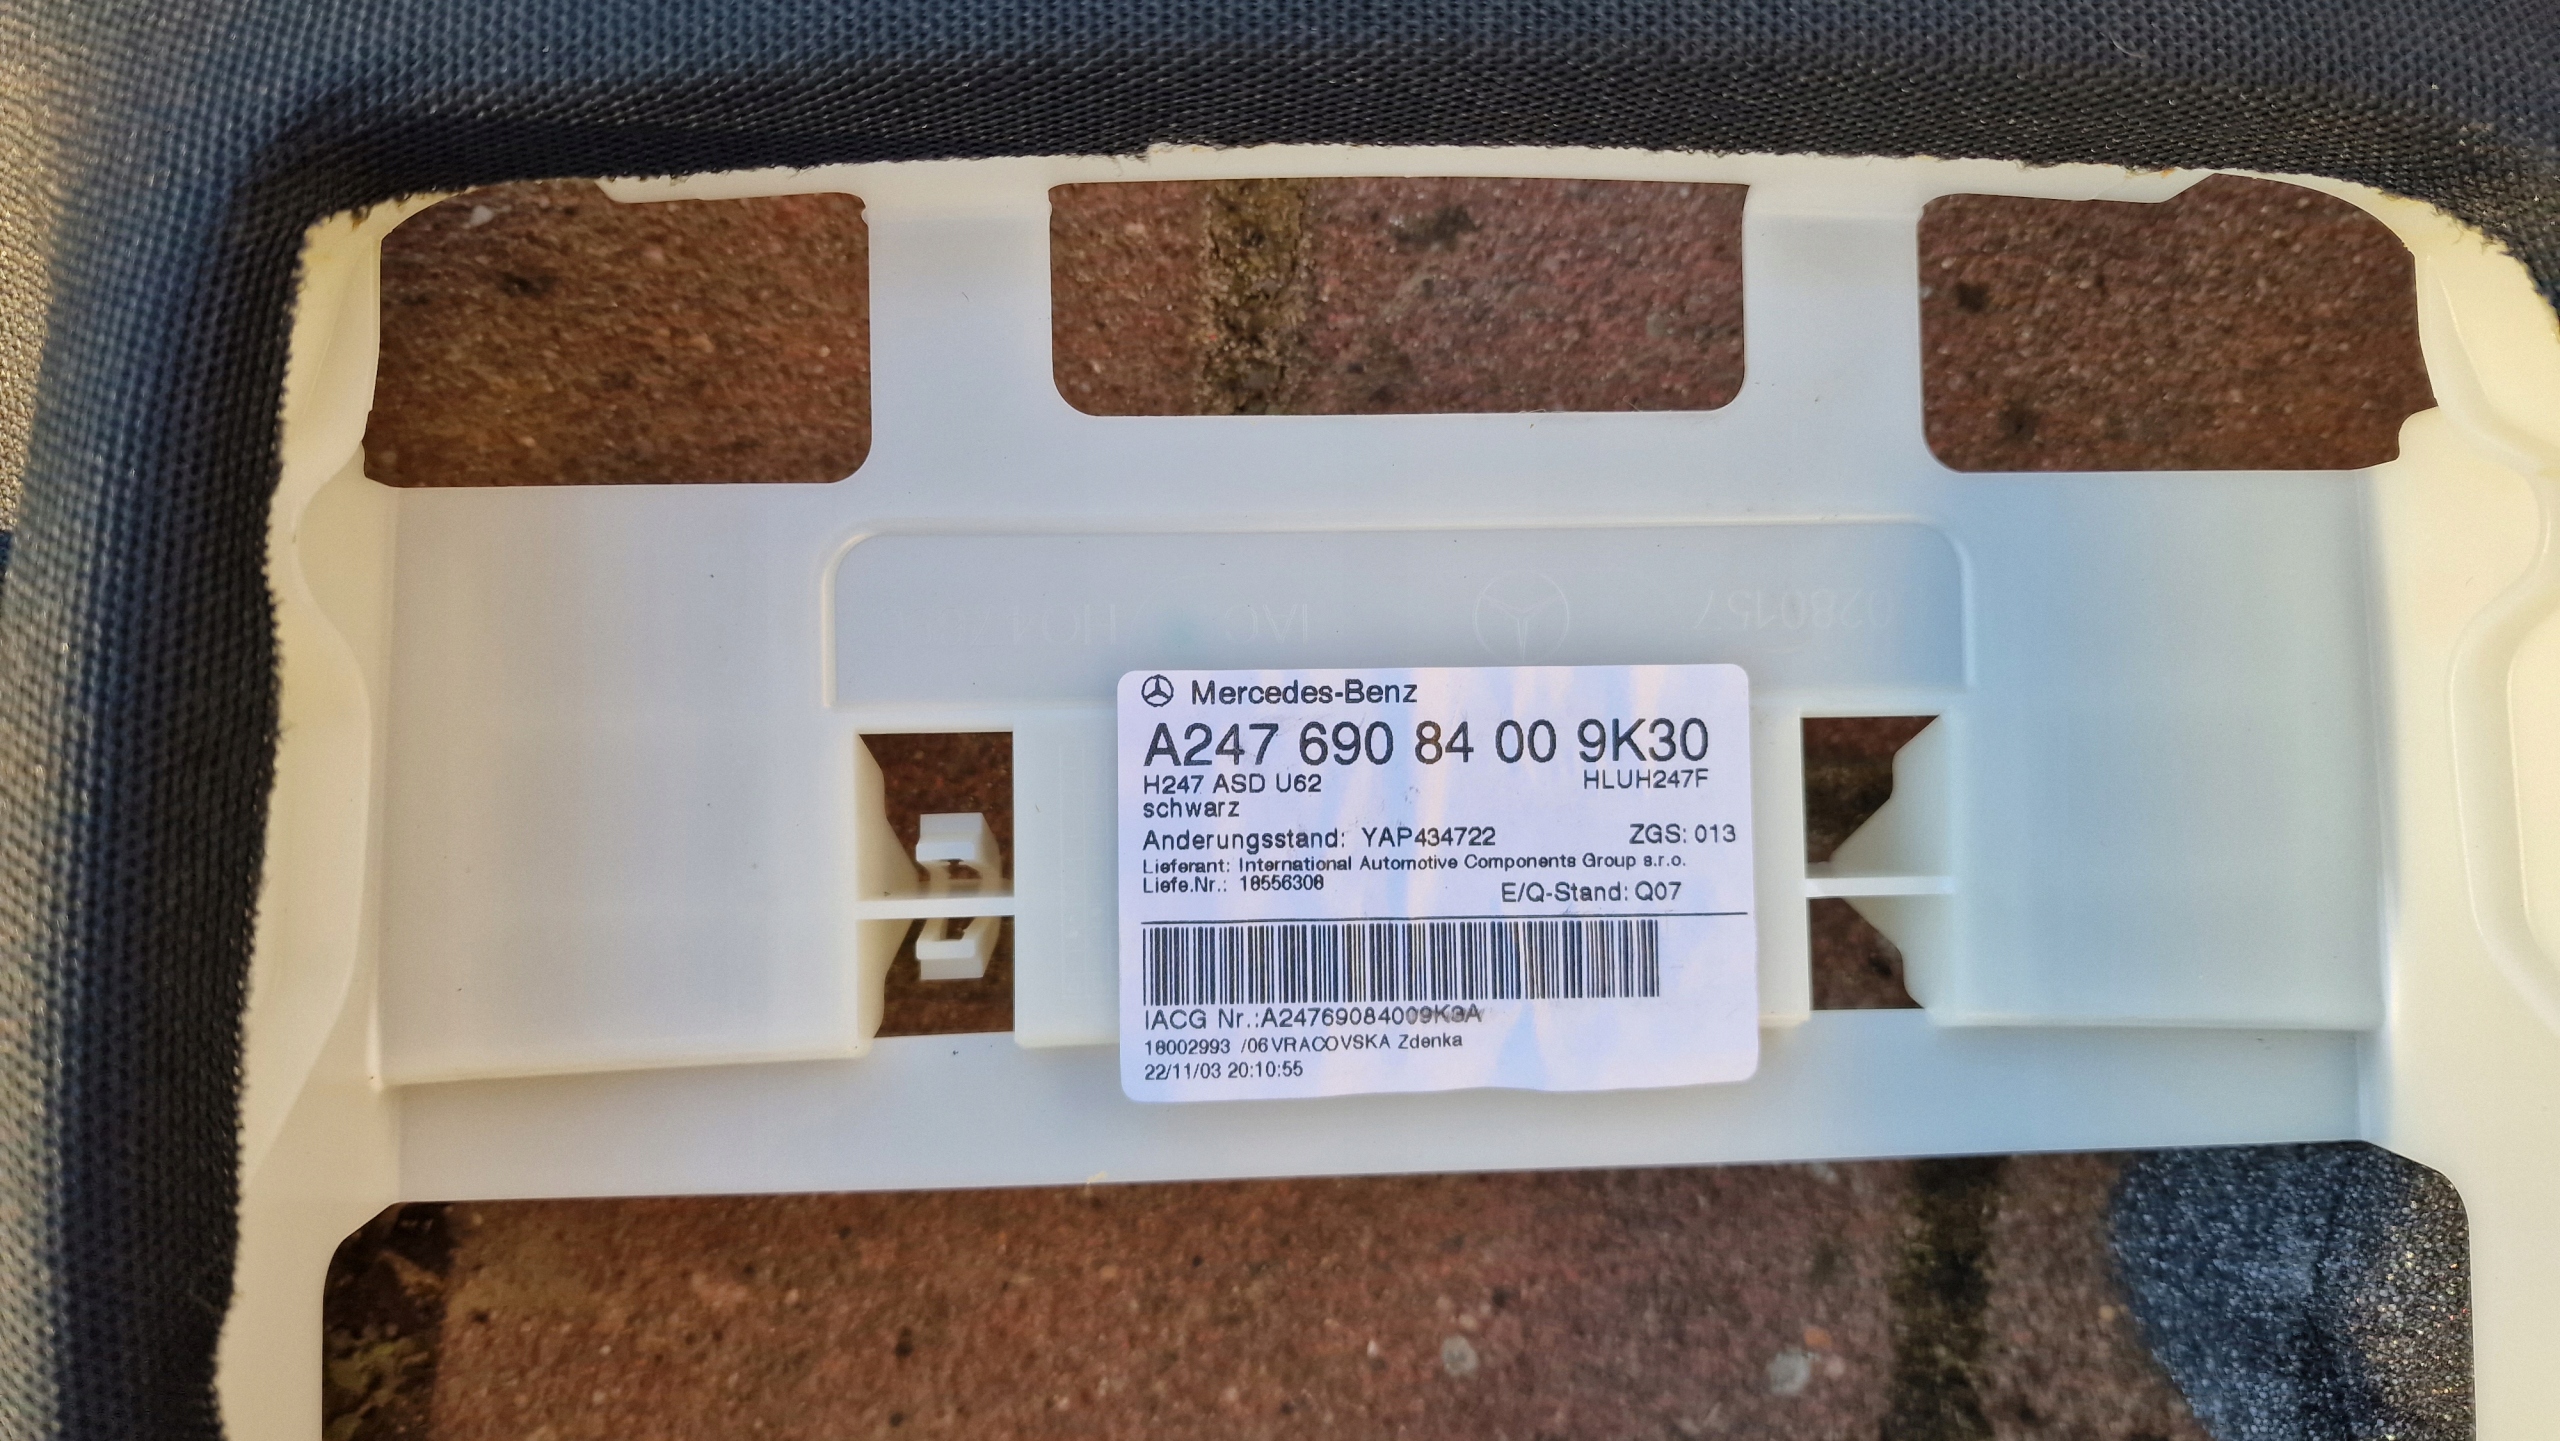 IAC
0280157
Mercedes-Benz
A247 690 84 00 9K30
H247 ASD U62 HLUH247F
schwarz
Anderungsstand: YAP434722 ZGS: 013
Lieferant: International Automotive Components Group s.r.o.
Liefe.Nr.: 18556308 E/Q-Stand: Q07
IACG Nr.:A24769084009K3A
18002993 /06 VRACOVSKA Zdenka
22/11/03 20:10:55